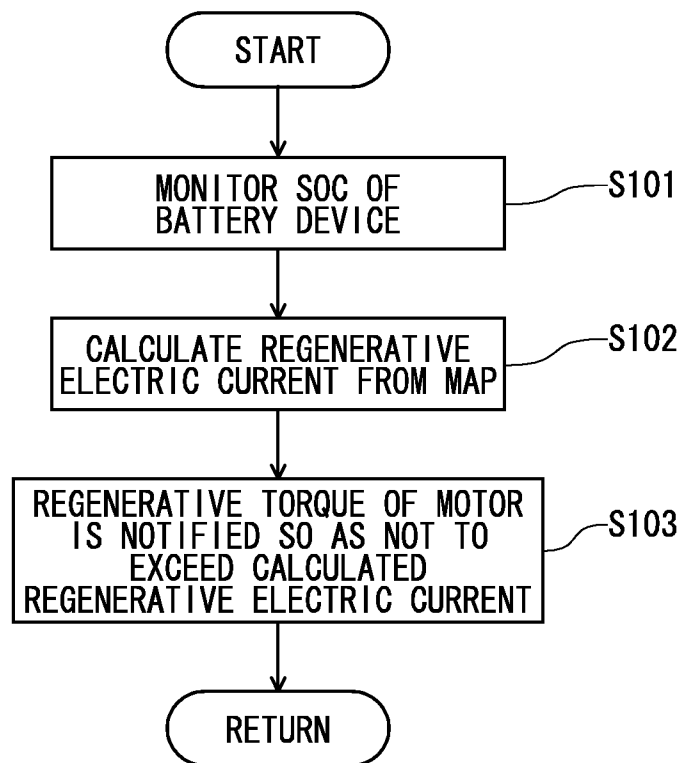 START
MONITOR SOC OF
BATTERY DEVICE
S101
CALCULATE REGENERATIVE
ELECTRIC CURRENT FROM MAP
S102
REGENERATIVE TORQUE OF MOTOR
IS NOTIFIED SO AS NOT TO
EXCEED CALCULATED
REGENERATIVE ELECTRIC CURRENT
S103
RETURN